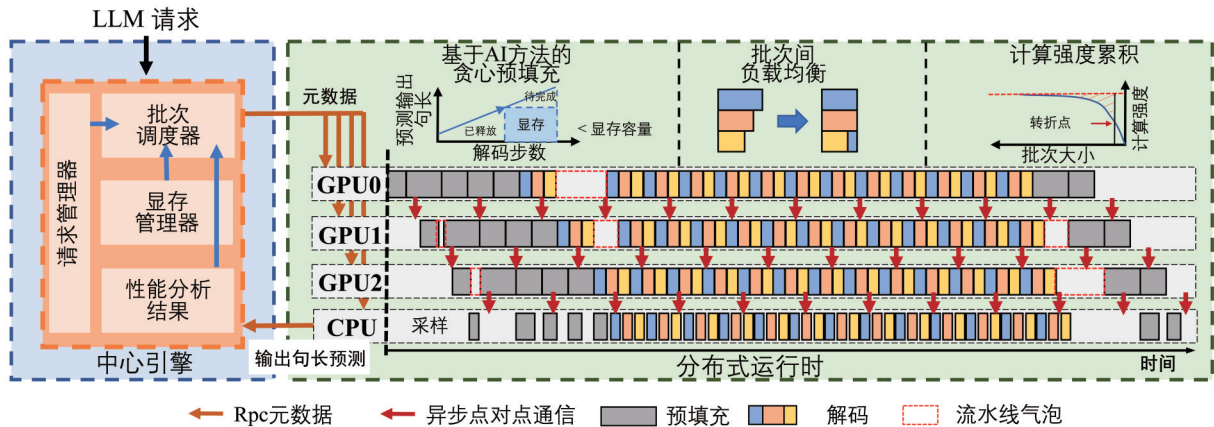 LLM 请求
请求管理器
批次
调度器
显存
管理器
性能分析
结果
中心引擎
元数据
输出句长预测
基于AI方法的
贪心预填充
预测输出
句长
待完成
已释放
显存
< 显存容量
解码步数
批次间
负载均衡
计算强度累积
转折点
计算强度
批次大小
GPU0
GPU1
GPU2
CPU
采样
分布式运行时
时间
Rpc元数据
异步点对点通信
预填充
解码
流水线气泡